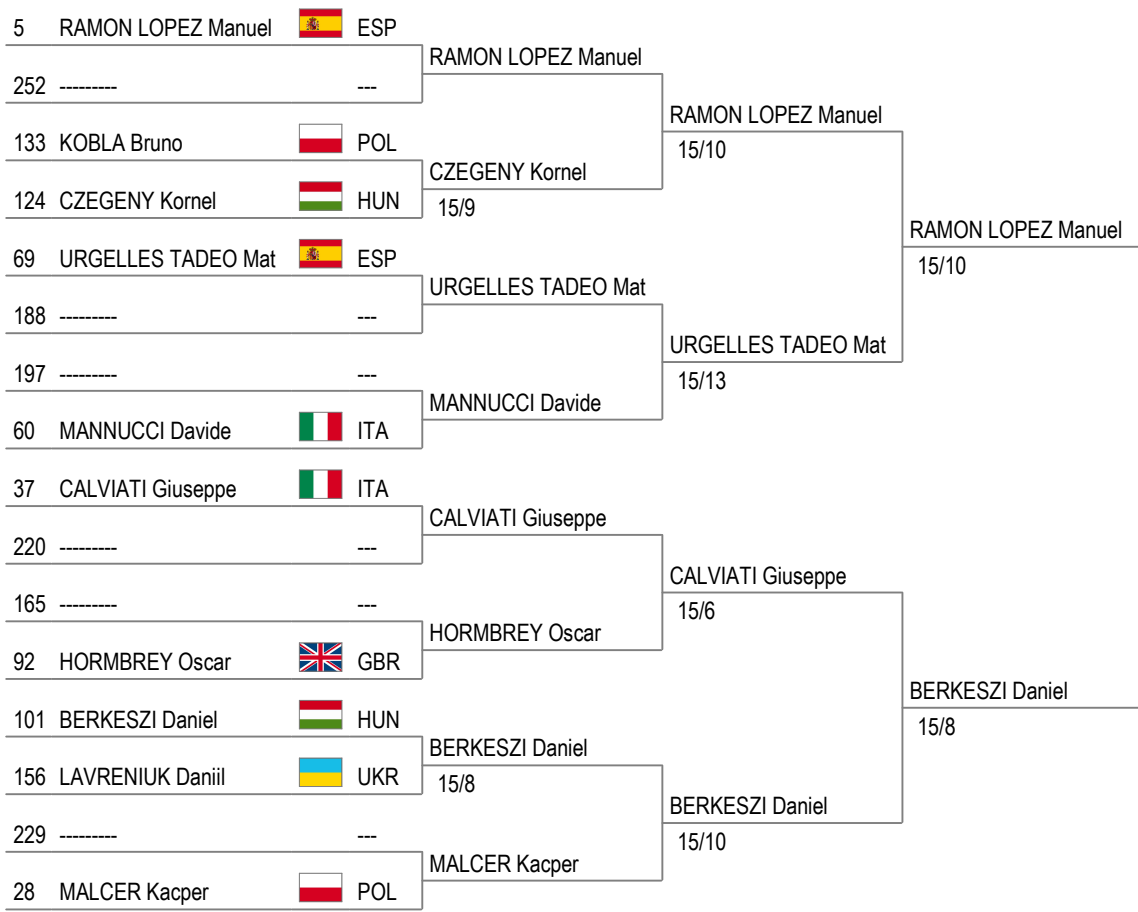 5 RAMON LOPEZ Manuel ESP
RAMON LOPEZ Manuel
252 --------- ---
RAMON LOPEZ Manuel
15/10
133 KOBLA Bruno POL
CZEGENY Kornel
15/9
124 CZEGENY Kornel HUN
RAMON LOPEZ Manuel
15/10
69 URGELLES TADEO Mat ESP
URGELLES TADEO Mat
188 --------- ---
URGELLES TADEO Mat
15/13
197 --------- ---
MANNUCCI Davide
60 MANNUCCI Davide ITA
37 CALVIATI Giuseppe ITA
CALVIATI Giuseppe
220 --------- ---
CALVIATI Giuseppe
15/6
165 --------- ---
HORMBREY Oscar
92 HORMBREY Oscar GBR
BERKESZI Daniel
15/8
101 BERKESZI Daniel HUN
BERKESZI Daniel
15/8
156 LAVRENIUK Daniil UKR
BERKESZI Daniel
15/10
229 --------- ---
MALCER Kacper
28 MALCER Kacper POL